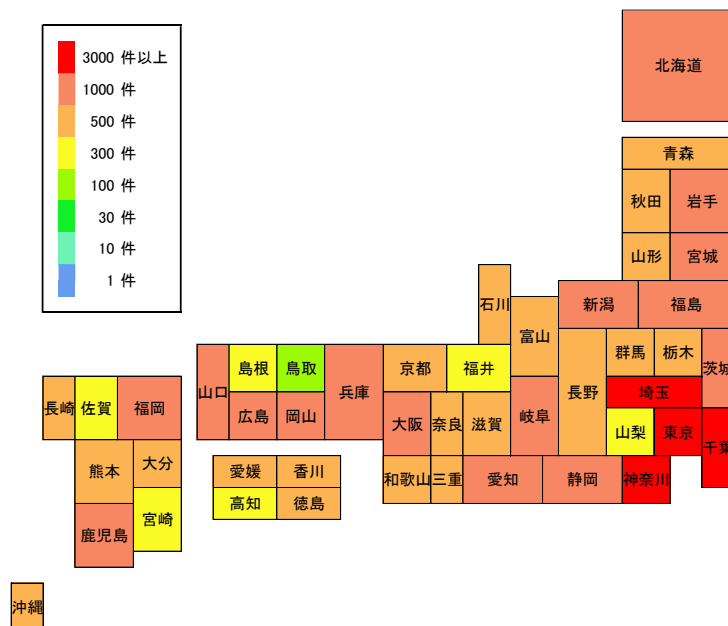 3000 件以上
1000 件
500 件
300 件
100 件
30 件
10 件
1 件
北海道
青森
秋田 岩手
山形 宮城
石川 新潟 福島
富山
群馬 栃木 茨城
山口 島根 鳥取 兵庫 京都 福井 長野
長崎 佐賀 福岡 広島 岡山 大阪 奈良 滋賀 岐阜 埼玉
山梨 東京 千葉
熊本 大分 愛媛 香川 和歌山 三重 愛知 静岡 神奈川
高知 徳島
鹿児島 宮崎
沖縄